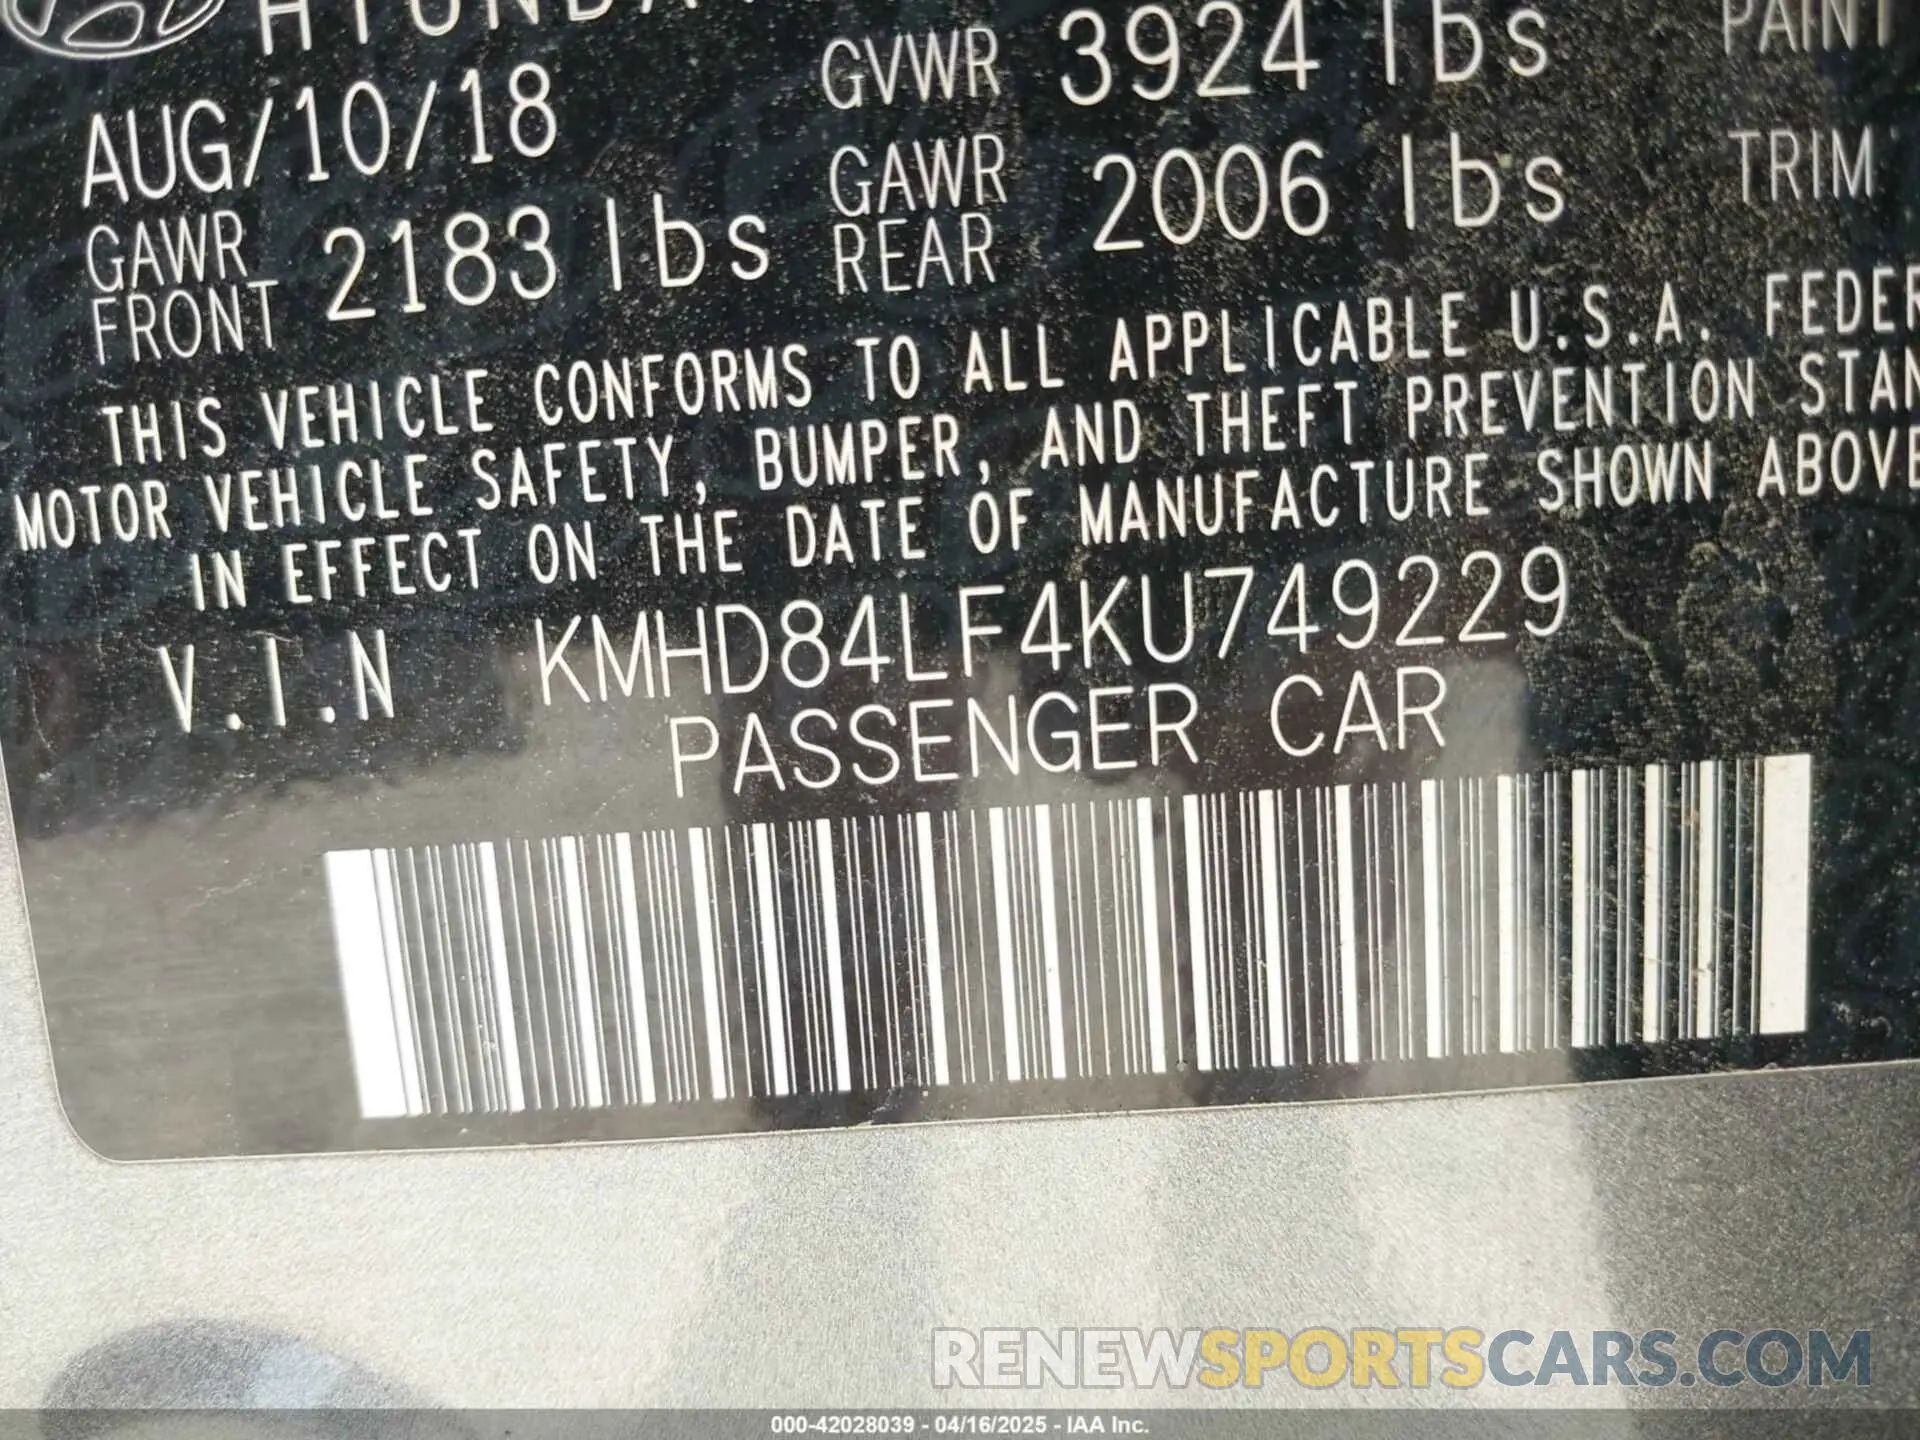 HYUNDA
AUG/10/18 GVWR 3924 lbs PAINT
GAWR FRONT 2183 lbs GAWR REAR 2006 lbs TRIM
THIS VEHICLE CONFORMS TO ALL APPLICABLE U.S.A. FEDER
MOTOR VEHICLE SAFETY, BUMPER, AND THEFT PREVENTION STAN
IN EFFECT ON THE DATE OF MANUFACTURE SHOWN ABOVE
V.I.N KMHD84LF4KU749229
PASSENGER CAR
RENEWSPORTSCARS.COM
000-42028039 - 04/16/2025 - IAA Inc.